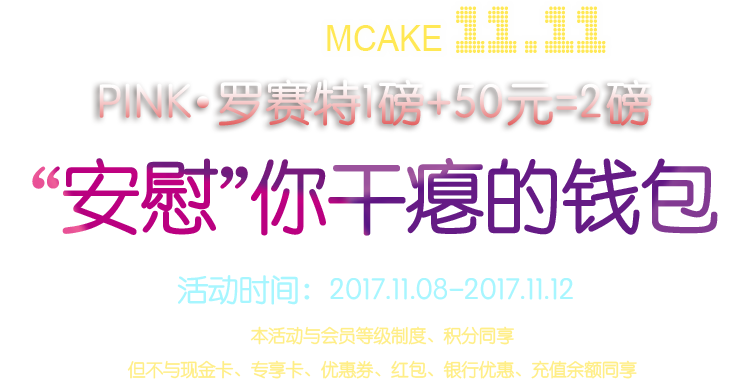 MCAKE 11.11
PINK·罗赛特1磅+50元=2磅
“安慰”你干瘪的钱包
活动时间：2017.11.08-2017.11.12
本活动与会员等级制度、积分同享
但不与现金卡、专享卡、优惠券、红包、银行优惠、充值余额同享